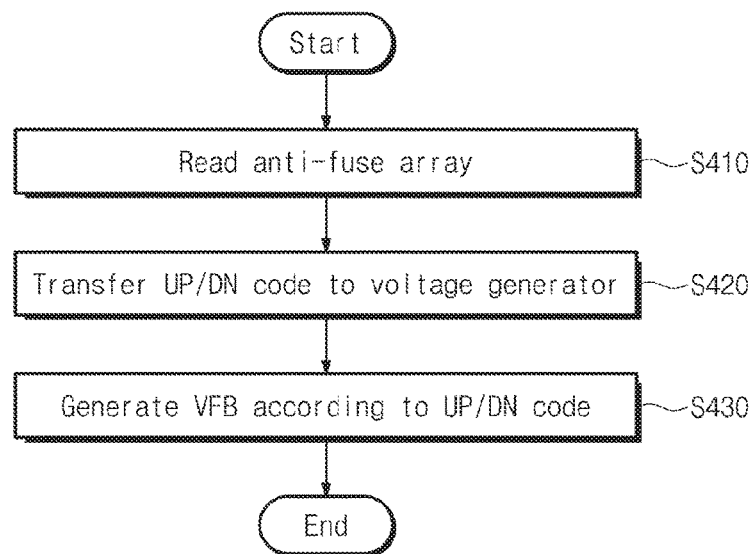 Start
Read anti-fuse array
S410
Transfer UP/DN code to voltage generator
S420
Generate VFB according to UP/DN code
S430
End